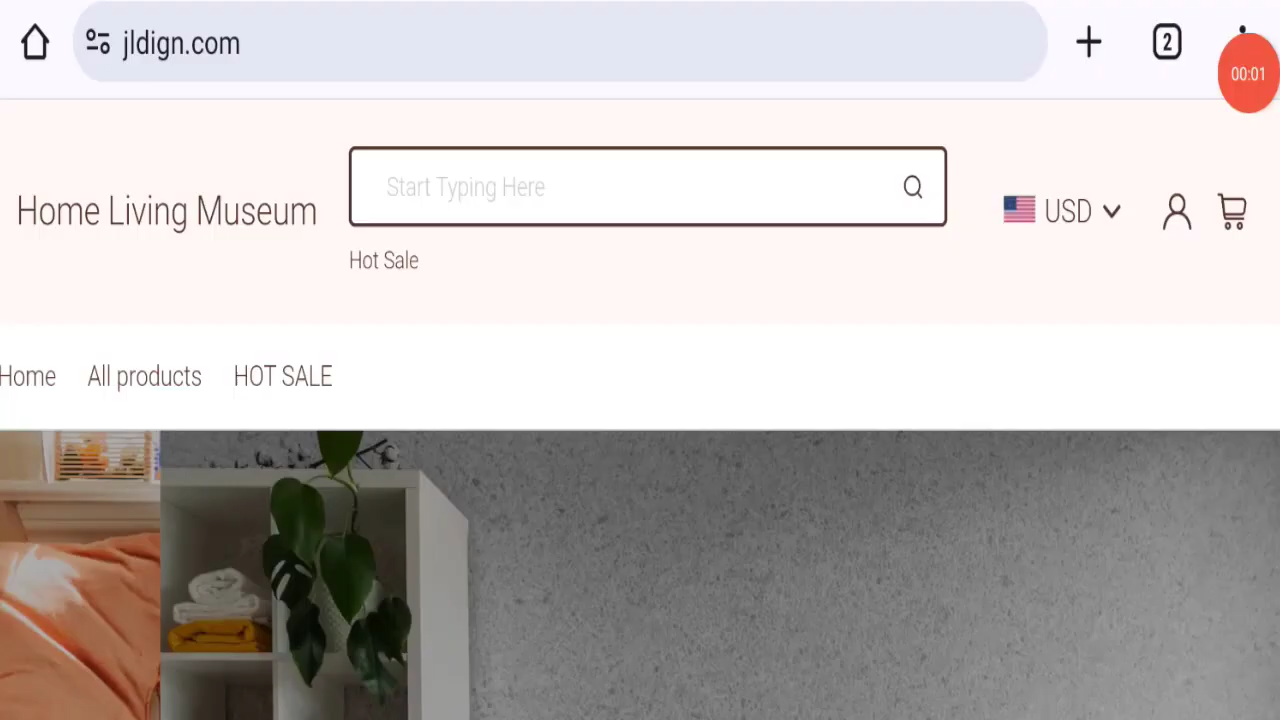 jldign.com
2
00:01
Start Typing Here
Home Living Museum
USD
Hot Sale
Home
All products
HOT SALE